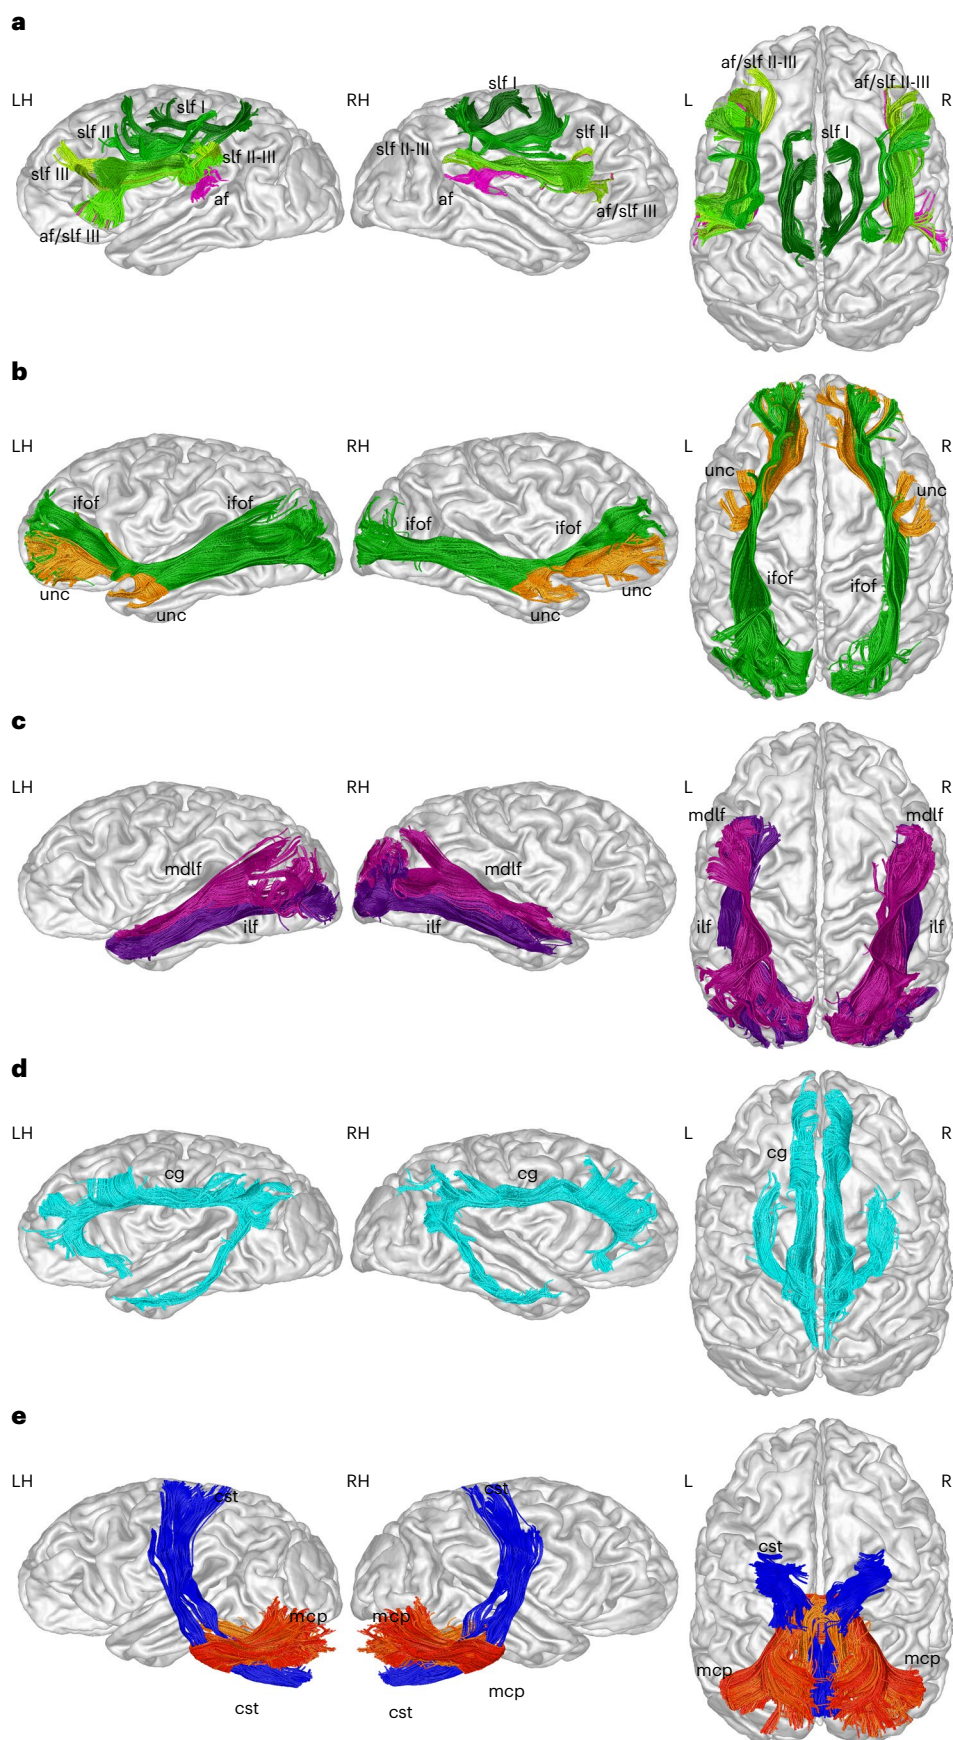 a
LH
slf I
slf II
slf II-III
slf III
af
af/slf III
RH
slf I
slf II
slf II-III
af
af/slf III
af/slf II-III
af/slf II-III
L
R
slf I
b
LH
ifof
ifof
unc
unc
RH
ifof
ifof
unc
unc
L
R
unc
unc
ifof
ifof
c
LH
mdlf
ilf
RH
mdlf
ilf
L
R
mdlf
mdlf
ilf
ilf
d
LH
cg
RH
cg
L
R
cg
e
LH
cst
mcp
cst
RH
cst
mcp
mcp
cst
L
R
cst
mcp
mcp